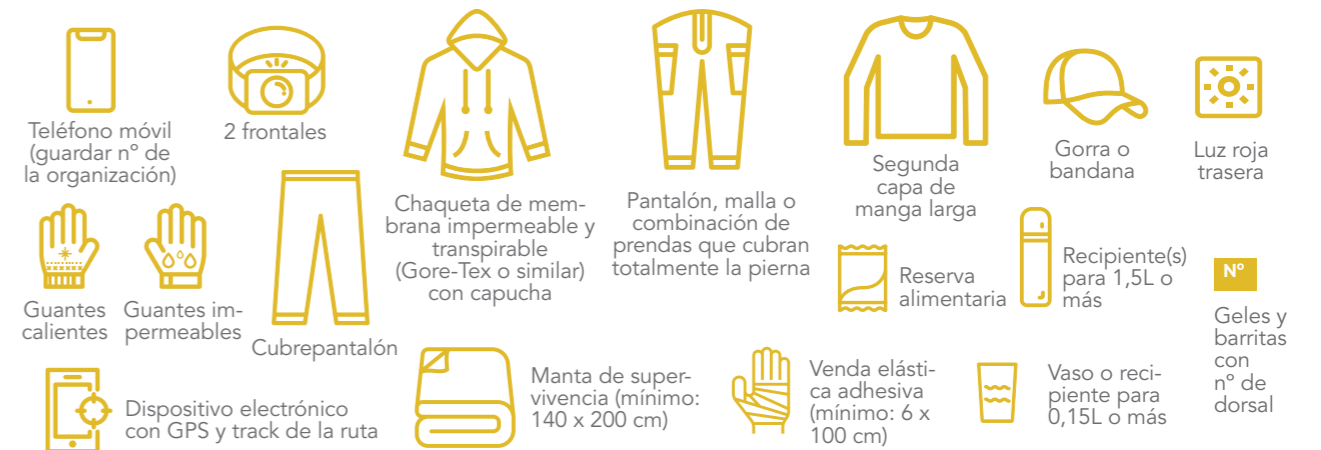 Teléfono móvil
(guardar nº de
la organización)
2 frontales
Chaqueta de mem-
brana impermeable y
transpirable
(Gore-Tex o similar)
con capucha
Pantalón, malla o
combinación de
prendas que cubran
totalmente la pierna
Segunda
capa de
manga larga
Gorra o
bandana
Luz roja
trasera
Guantes
calientes
Guantes im-
permeables
Cubrepantalón
Reserva
alimentaria
Recipiente(s)
para 1,5L o
más
Nº
Geles y
barritas
con
nº de
dorsal
Dispositivo electrónico
con GPS y track de la ruta
Manta de super-
vivencia (mínimo:
140 x 200 cm)
Venda elásti-
ca adhesiva
(mínimo: 6 x
100 cm)
Vaso o reci-
piente para
0,15L o más